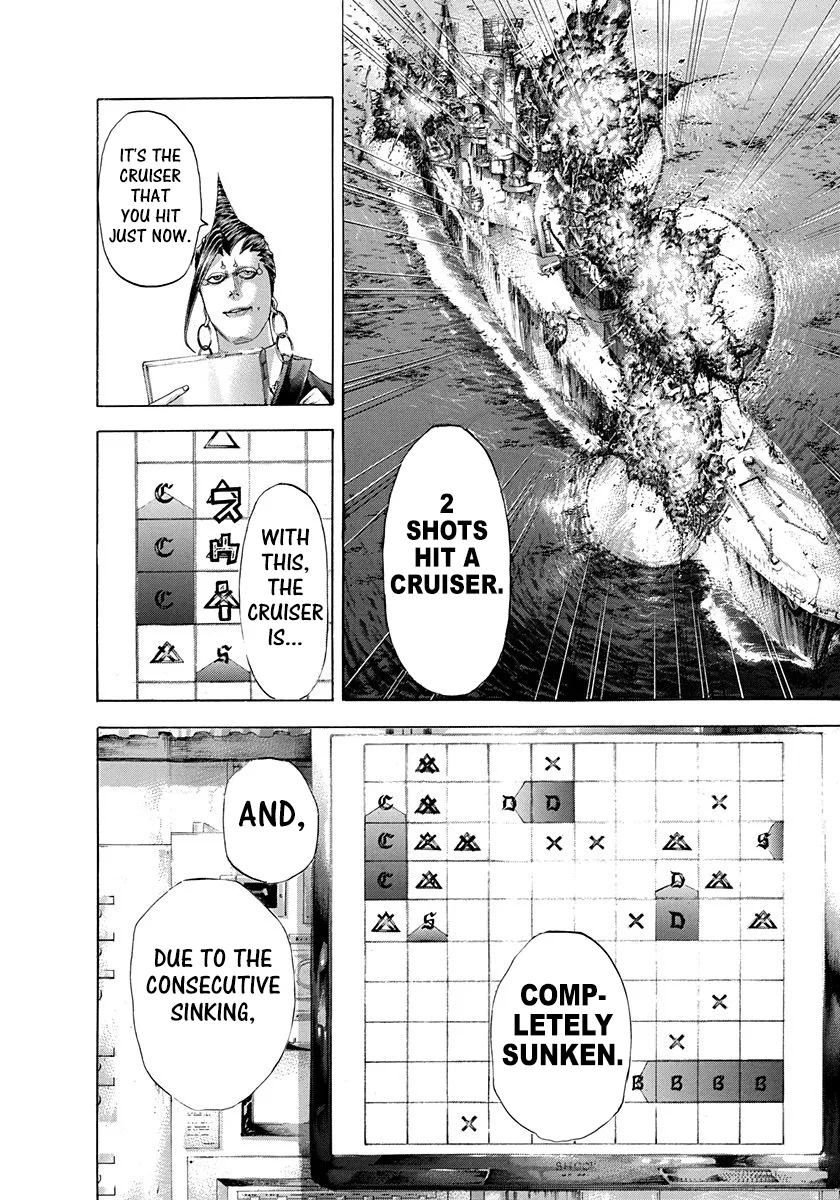 2
SHOTS
HIT A
CRUISER.
IT'S THE
CRUISER
THAT
YOU HIT
JUST NOW.
WITH
THIS,
THE
CRUISER
IS...
C
C
C
S
COMP-
LETELY
SUNKEN.
AND,
DUE TO THE
CONSECUTIVE
SINKING,
×
C D D ×
C × × S
C D
S × D
×
×
B B B B
×